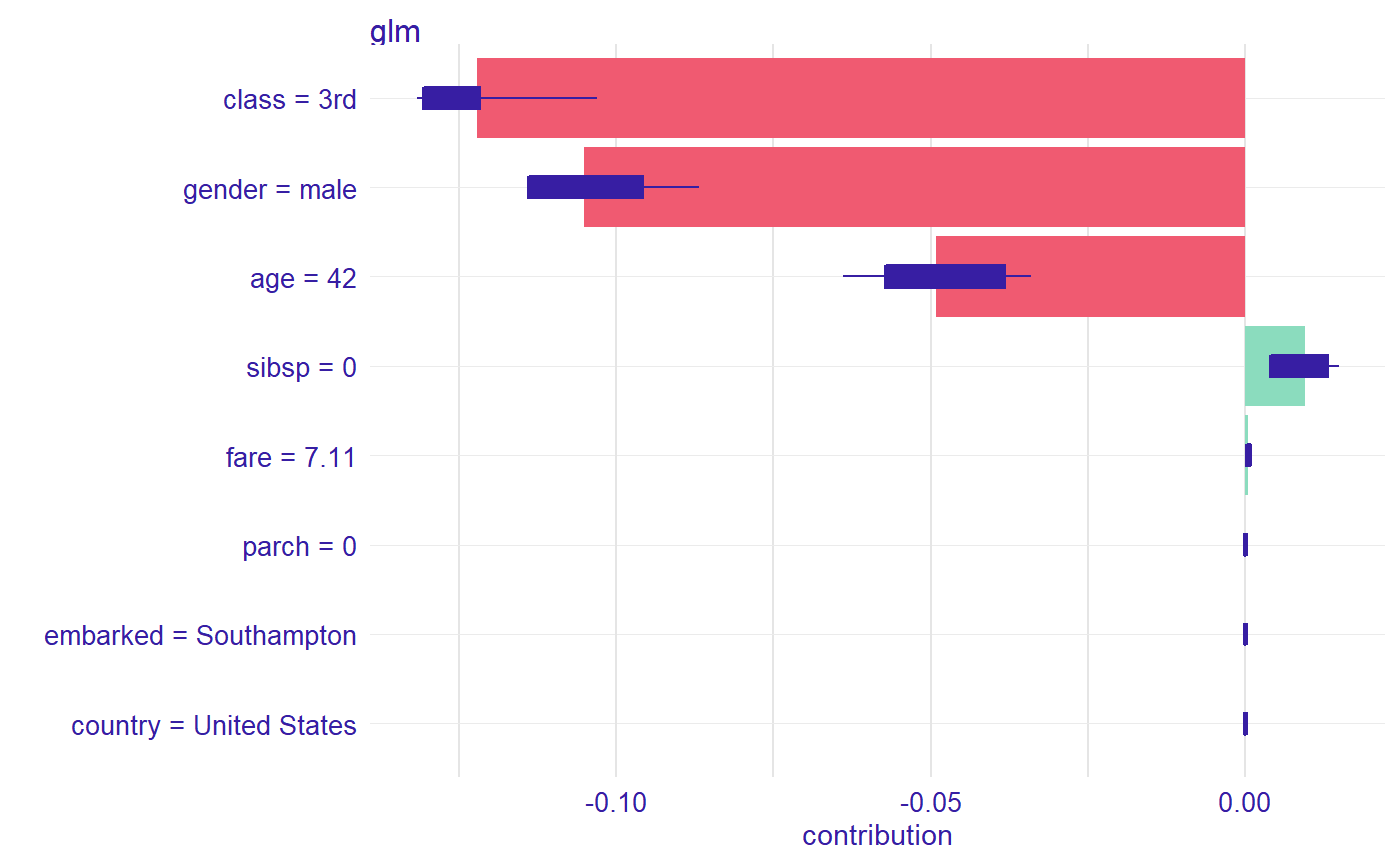 glm
class = 3rd
gender = male
age = 42
sibsp = 0
fare = 7.11
parch = 0
embarked = Southampton
country = United States
-0.10 -0.05 0.00
contribution